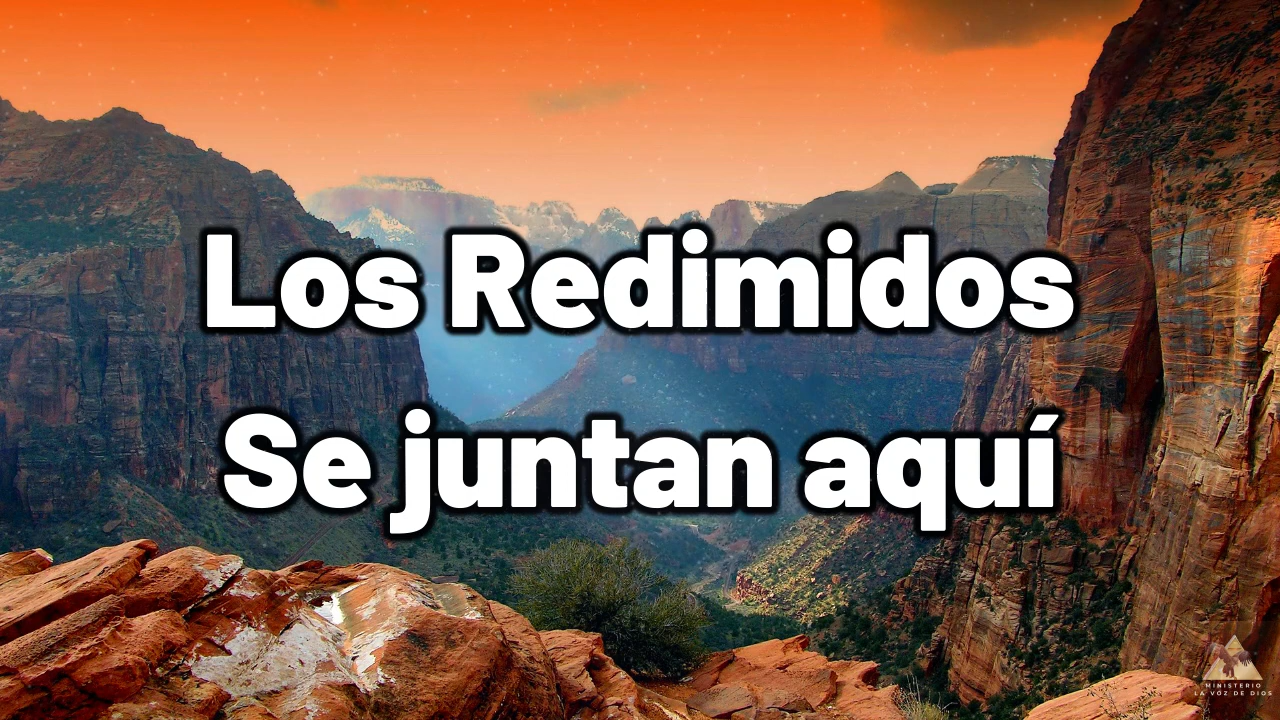 Los Redimidos
Se juntan aquí
MINISTERIO
LA VOZ DE DIOS